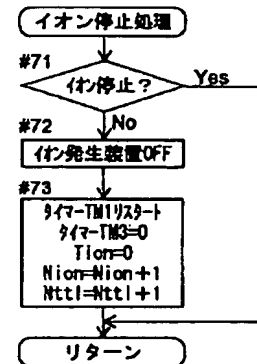 イオン停止処理
#71
イオン停止？
Yes
No
#72
イオン発生装置OFF
#73
タイマーTM1リスタート
タイマーTM3=0
Tion=0
Nion=Nion+1
Nttl=Nttl+1
リターン